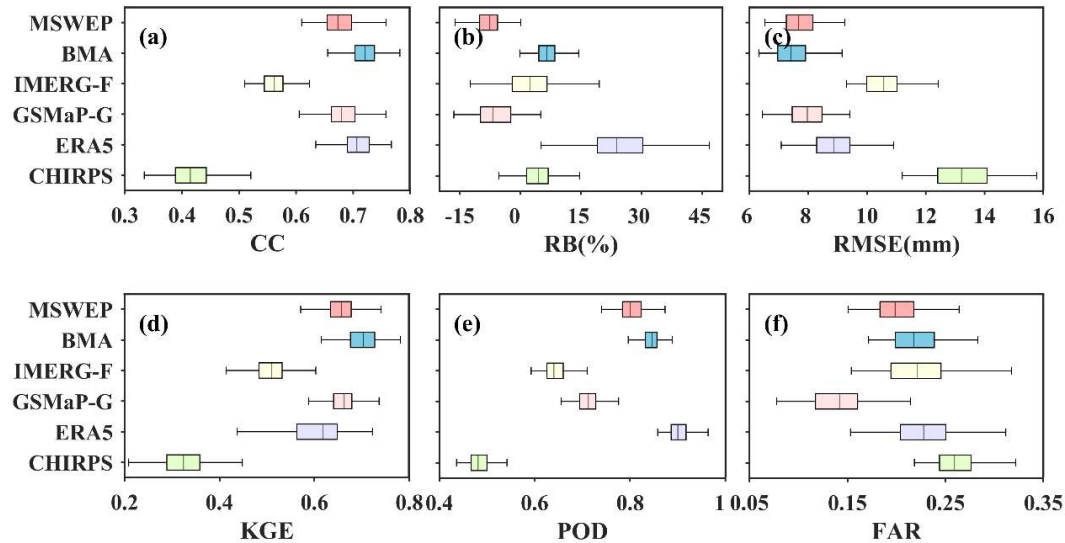 MSWEP
BMA
IMERG-F
GSMaP-G
ERA5
CHIRPS
(a)
0.3 0.4 0.5 0.6 0.7 0.8
CC
(b)
-15 0 15 30 45
RB(%)
(c)
6 8 10 12 14 16
RMSE(mm)
MSWEP
BMA
IMERG-F
GSMaP-G
ERA5
CHIRPS
(d)
0.2 0.4 0.6 0.8
KGE
(e)
0.4 0.6 0.8 1
POD
(f)
0.05 0.15 0.25 0.35
FAR